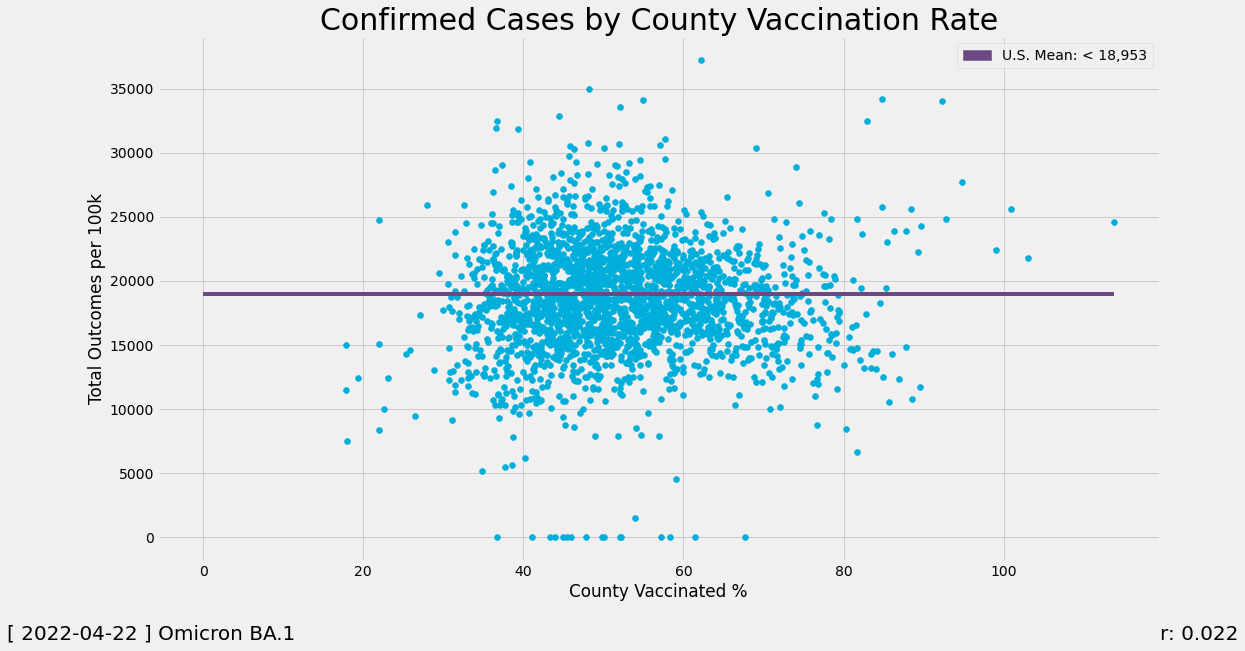 Confirmed Cases by County Vaccination Rate
U.S. Mean: < 18,953
Total Outcomes per 100k
35000
30000
25000
20000
15000
10000
5000
0
0 20 40 60 80 100
County Vaccinated %
[ 2022-04-22 ] Omicron BA.1
r: 0.022